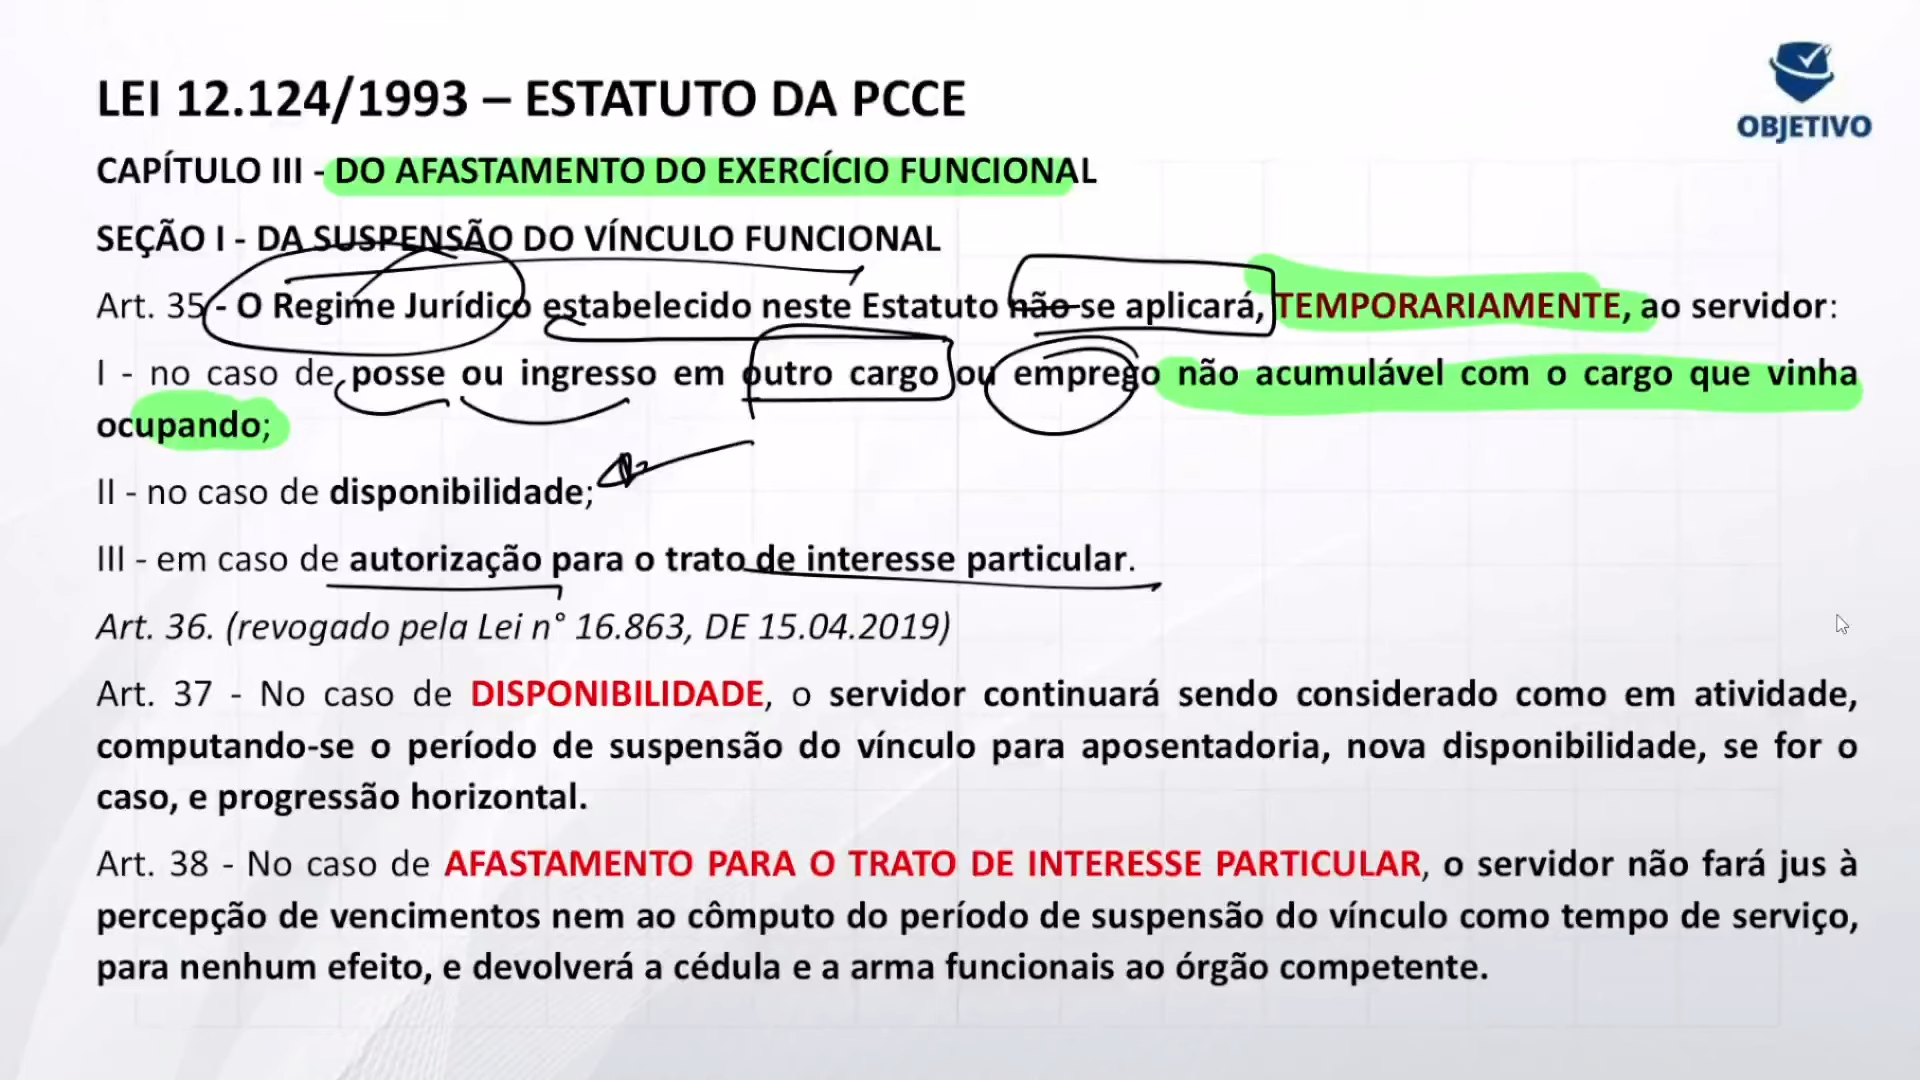 LEI 12.124/1993 – ESTATUTO DA PCCE
OBJETIVO
CAPÍTULO III - DO AFASTAMENTO DO EXERCÍCIO FUNCIONAL
SEÇÃO I - DA SUSPENSÃO DO VÍNCULO FUNCIONAL
Art. 35 - O Regime Jurídico estabelecido neste Estatuto não se aplicará, TEMPORARIAMENTE, ao servidor:
I - no caso de posse ou ingresso em outro cargo ou emprego não acumulável com o cargo que vinha
ocupando;
II - no caso de disponibilidade;
III - em caso de autorização para o trato de interesse particular.
Art. 36. (revogado pela Lei n° 16.863, DE 15.04.2019)
Art. 37 - No caso de DISPONIBILIDADE, o servidor continuará sendo considerado como em atividade,
computando-se o período de suspensão do vínculo para aposentadoria, nova disponibilidade, se for o
caso, e progressão horizontal.
Art. 38 - No caso de AFASTAMENTO PARA O TRATO DE INTERESSE PARTICULAR, o servidor não fará jus à
percepção de vencimentos nem ao cômputo do período de suspensão do vínculo como tempo de serviço,
para nenhum efeito, e devolverá a cédula e a arma funcionais ao órgão competente.